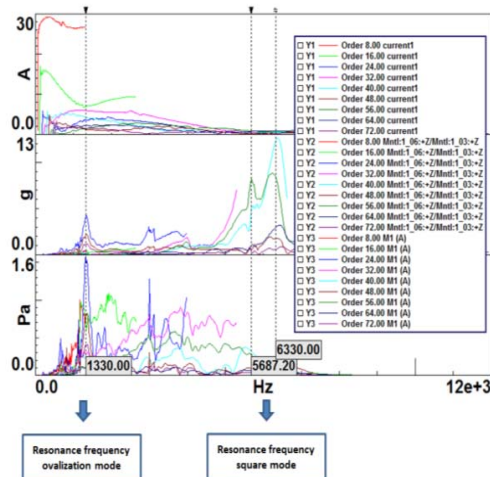 30.0
A
0.0
13
g
0.0
1.6
Pa
0.0
Y1 Order 8.00 current1
Y1 Order 16.00 current1
Y1 Order 24.00 current1
Y1 Order 32.00 current1
Y1 Order 40.00 current1
Y1 Order 48.00 current1
Y1 Order 56.00 current1
Y1 Order 64.00 current1
Y1 Order 72.00 current1
Y2 Order 8.00 Mntl:1_06:+Z/Mntl:1_03:+Z
Y2 Order 16.00 Mntl:1_06:+Z/Mntl:1_03:+Z
Y2 Order 24.00 Mntl:1_06:+Z/Mntl:1_03:+Z
Y2 Order 32.00 Mntl:1_06:+Z/Mntl:1_03:+Z
Y2 Order 40.00 Mntl:1_06:+Z/Mntl:1_03:+Z
Y2 Order 48.00 Mntl:1_06:+Z/Mntl:1_03:+Z
Y2 Order 56.00 Mntl:1_06:+Z/Mntl:1_03:+Z
Y2 Order 64.00 Mntl:1_06:+Z/Mntl:1_03:+Z
Y2 Order 72.00 Mntl:1_06:+Z/Mntl:1_03:+Z
Y3 Order 8.00 M1 (A)
Y3 Order 16.00 M1 (A)
Y3 Order 24.00 M1 (A)
Y3 Order 32.00 M1 (A)
Y3 Order 40.00 M1 (A)
Y3 Order 48.00 M1 (A)
Y3 Order 56.00 M1 (A)
Y3 Order 64.00 M1 (A)
Y3 Order 72.00 M1 (A)
6330.00
1330.00
5687.20
0.0
Hz
12e+3
Resonance frequency
ovalization mode
Resonance frequency
square mode